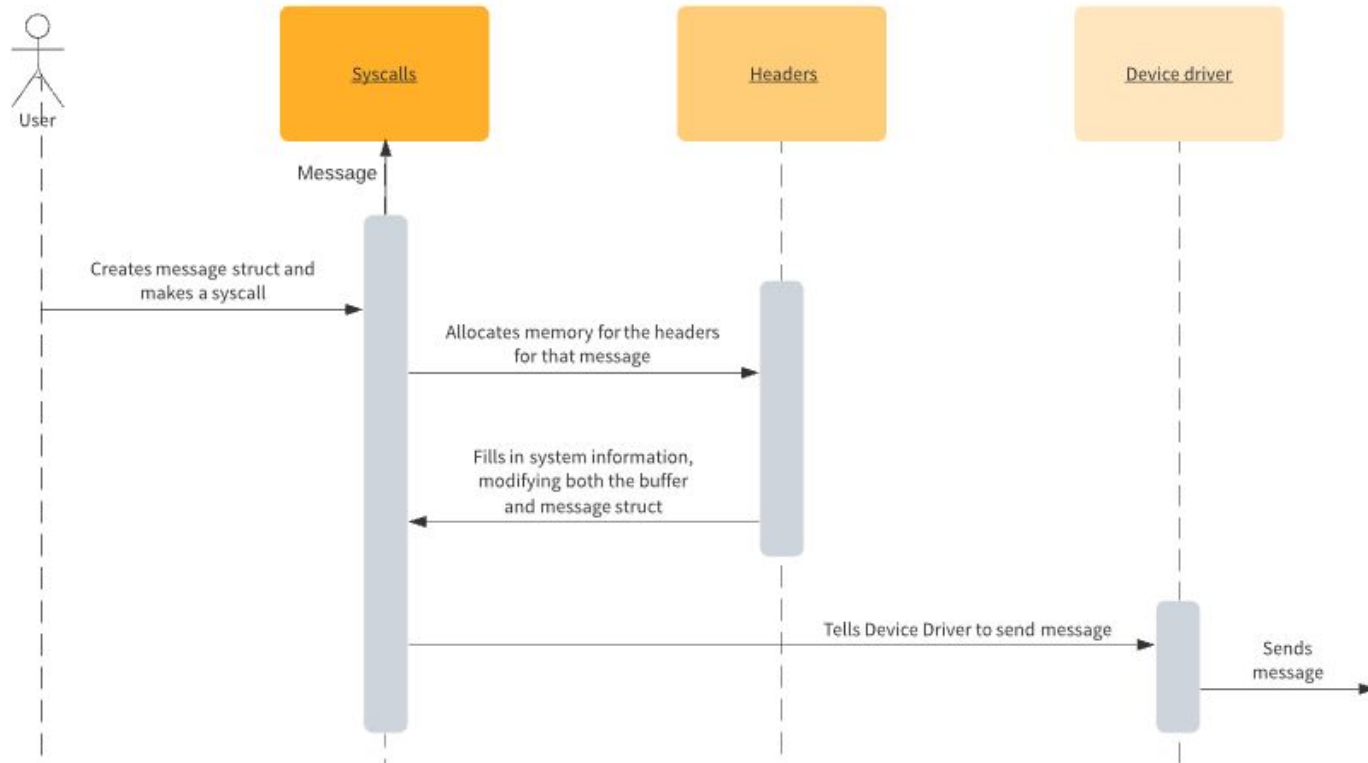 Syscalls
Headers
Device driver
User
Message
Creates message struct and
makes a syscall
Allocates memory for the headers
for that message
Fills in system information,
modifying both the buffer
and message struct
Tells Device Driver to send message
Sends
message